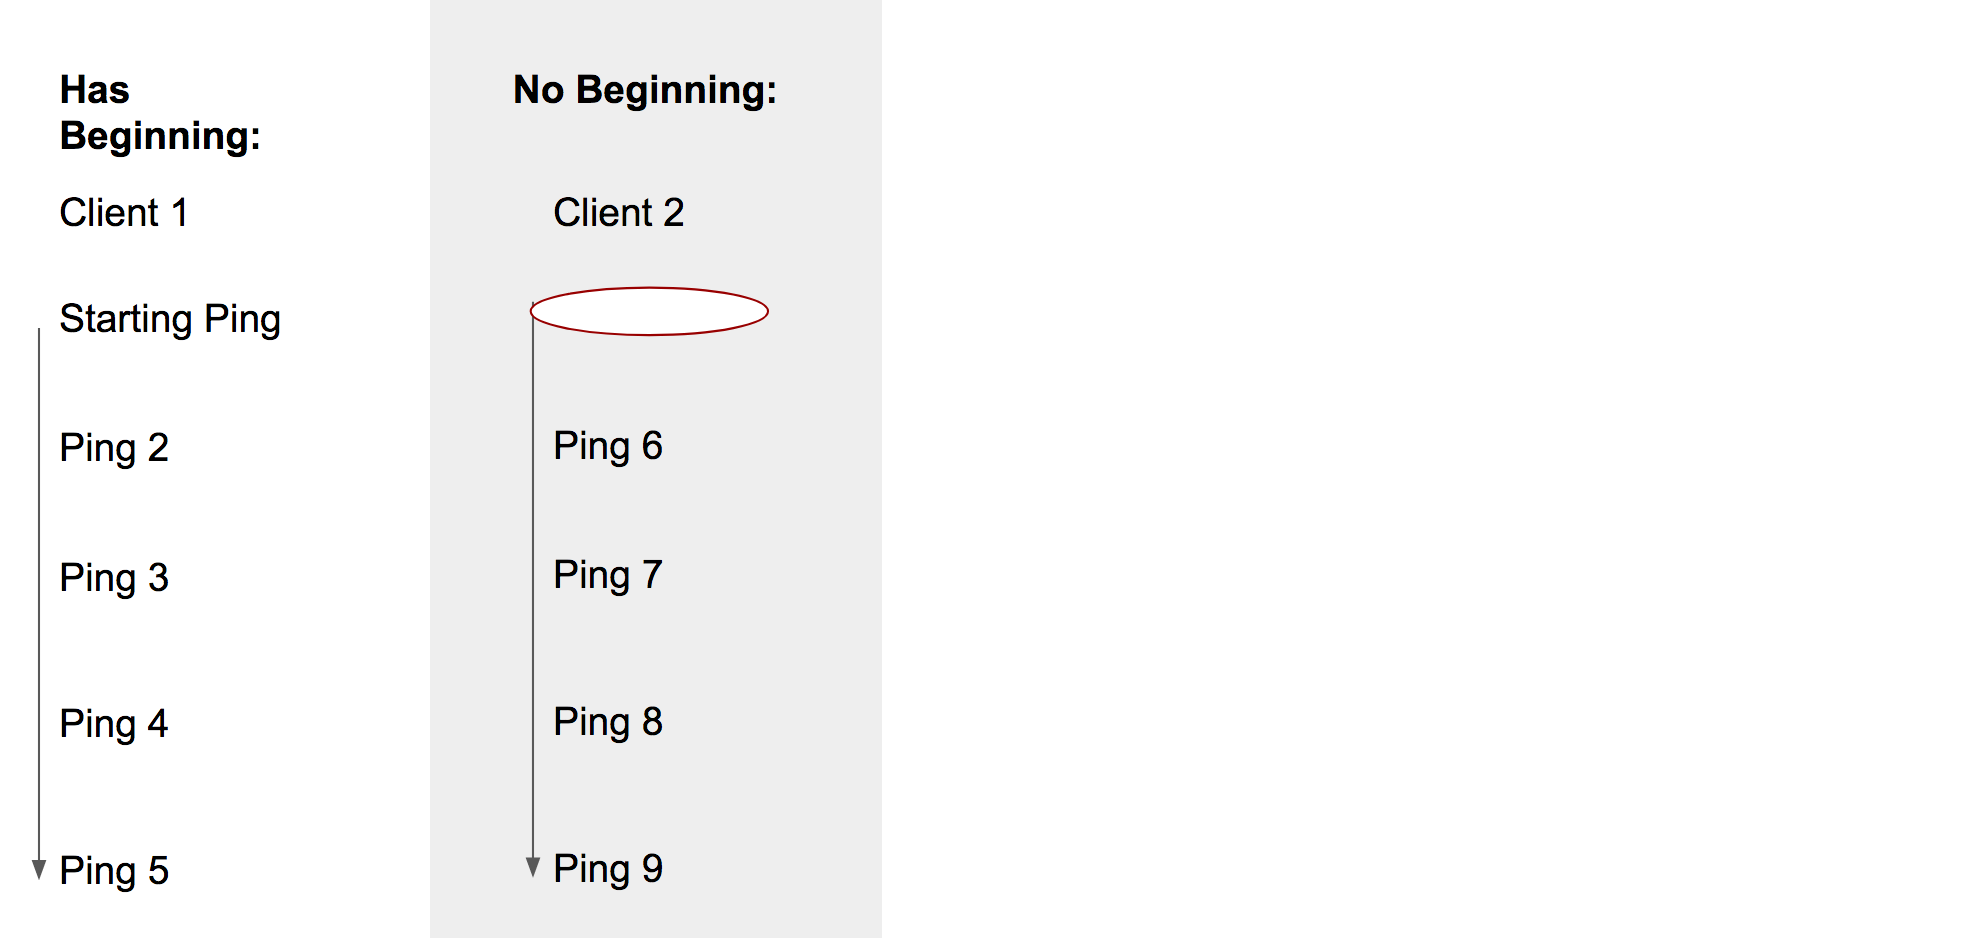 Has
Beginning:
Client 1
Starting Ping
Ping 2
Ping 3
Ping 4
Ping 5
No Beginning:
Client 2
Ping 6
Ping 7
Ping 8
Ping 9